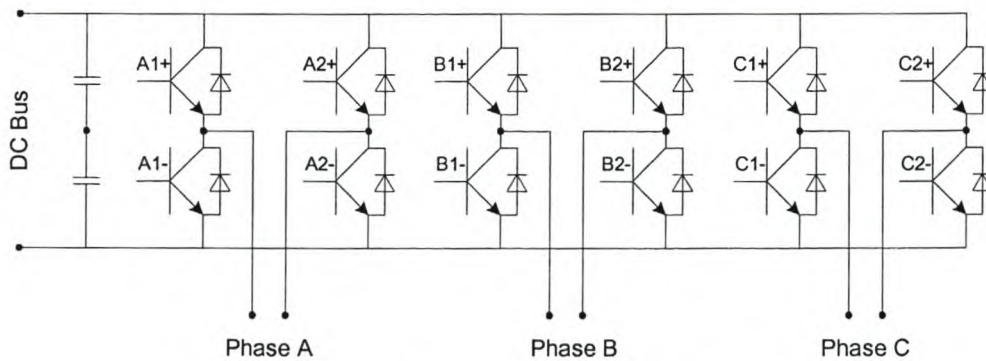 DC Bus
A1+
A2+
B1+
B2+
C1+
C2+
A1-
A2-
B1-
B2-
C1-
C2-
Phase A
Phase B
Phase C